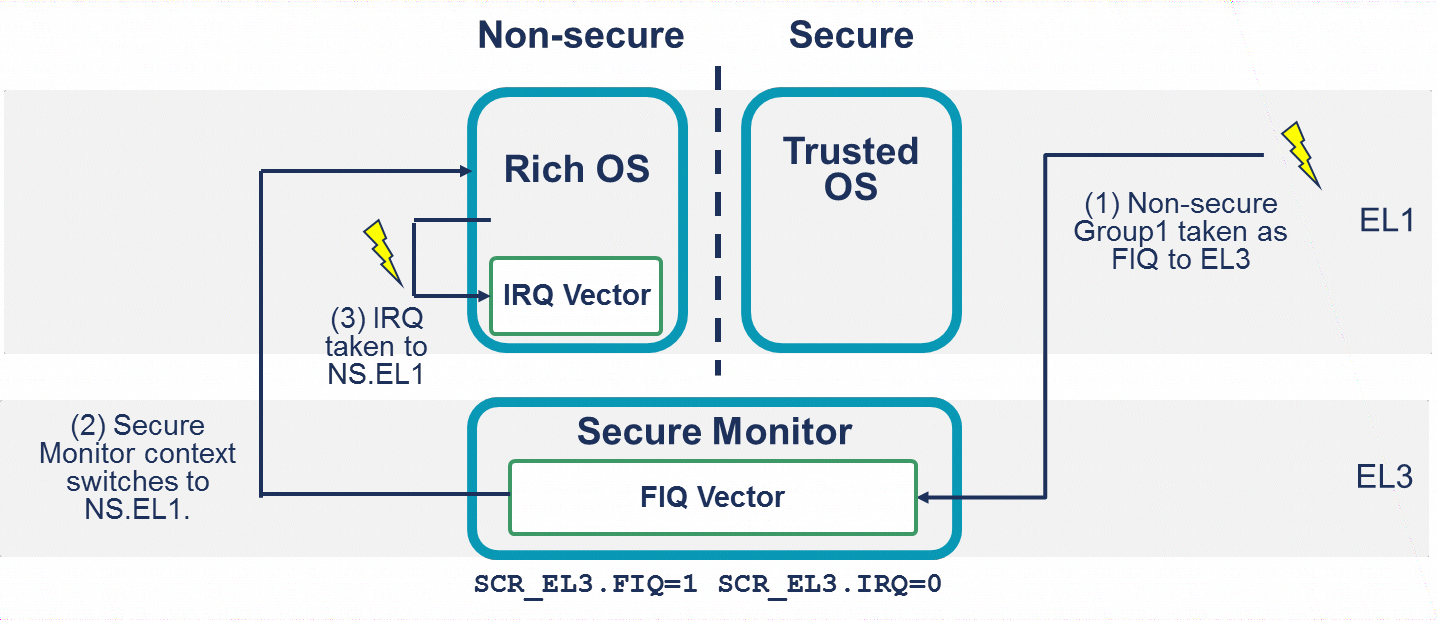 Non-secure
Secure
Rich OS
Trusted
OS
(1) Non-secure
Group1 taken as
FIQ to EL3
EL1
IRQ Vector
(3) IRQ
taken to
NS.EL1
(2) Secure
Monitor context
switches to
NS.EL1.
Secure Monitor
FIQ Vector
EL3
SCR_EL3.FIQ=1 SCR_EL3.IRQ=0